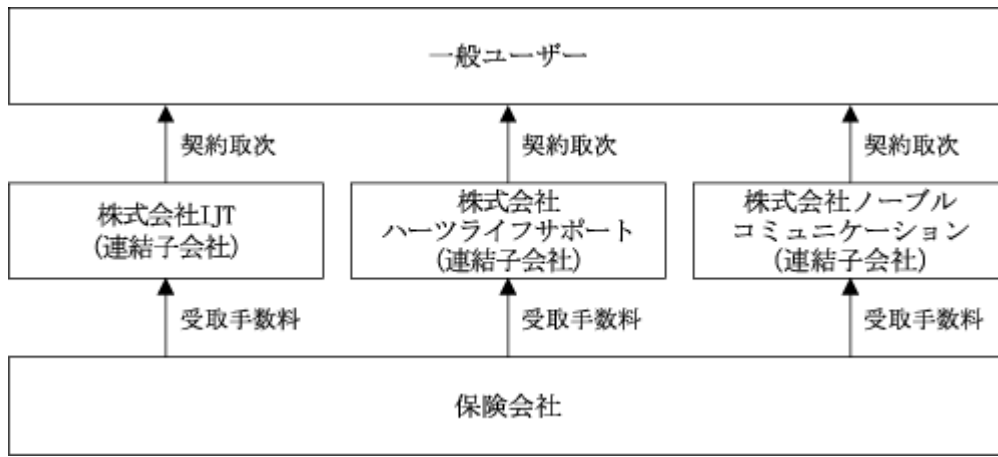 一般ユーザー
契約取次
契約取次
契約取次
株式会社IJT
(連結子会社)
株式会社
ハーツライフサポート
(連結子会社)
株式会社ノーブル
コミュニケーション
(連結子会社)
受取手数料
受取手数料
受取手数料
保険会社